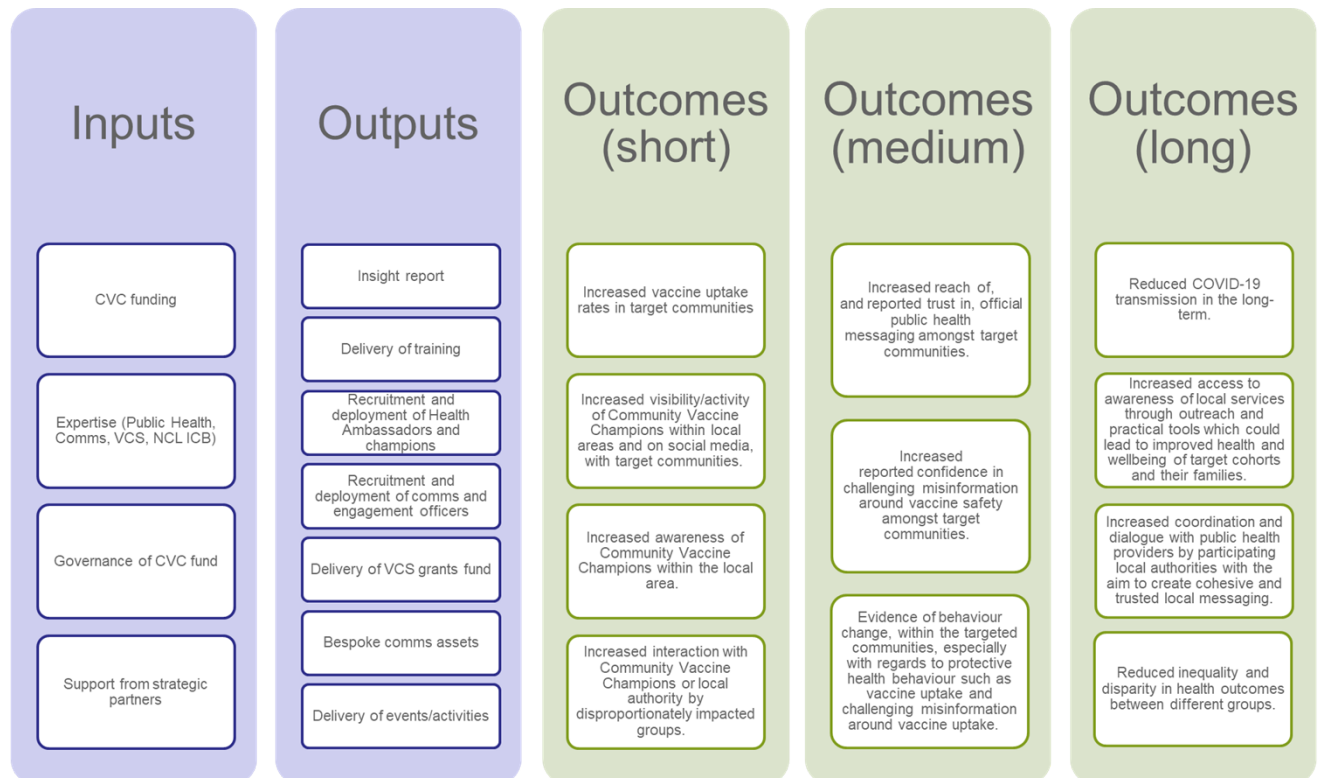 Inputs
CVC funding
Expertise (Public Health,
Comms, VCS, NCL ICB)
Governance of CVC fund
Support from strategic
partners
Outputs
Insight report
Delivery of training
Recruitment and
deployment of Health
Ambassadors and
champions
Recruitment and
deployment of comms and
engagement officers
Delivery of VCS grants fund
Bespoke comms assets
Delivery of events/activities
Outcomes
(short)
Increased vaccine uptake
rates in target communities
Increased visibility/activity
of Community Vaccine
Champions within local
areas and on social media,
with target communities.
Increased awareness of
Community Vaccine
Champions within the local
area.
Increased interaction with
Community Vaccine
Champions or local
authority by
disproportionately impacted
groups.
Outcomes
(medium)
Increased reach of,
and reported trust in, official
public health
messaging amongst target
communities.
Increased
reported confidence in
challenging misinformation
around vaccine safety
amongst target
communities.
Evidence of behaviour
change, within the targeted
communities, especially
with regards to protective
health behaviour such as
vaccine uptake and
challenging misinformation
around vaccine uptake.
Outcomes
(long)
Reduced COVID-19
transmission in the long-
term.
Increased access to
awareness of local services
through outreach and
practical tools which could
lead to improved health and
wellbeing of target cohorts
and their families.
Increased coordination and
dialogue with public health
providers by participating
local authorities with the
aim to create cohesive and
trusted local messaging.
Reduced inequality and
disparity in health outcomes
between different groups.